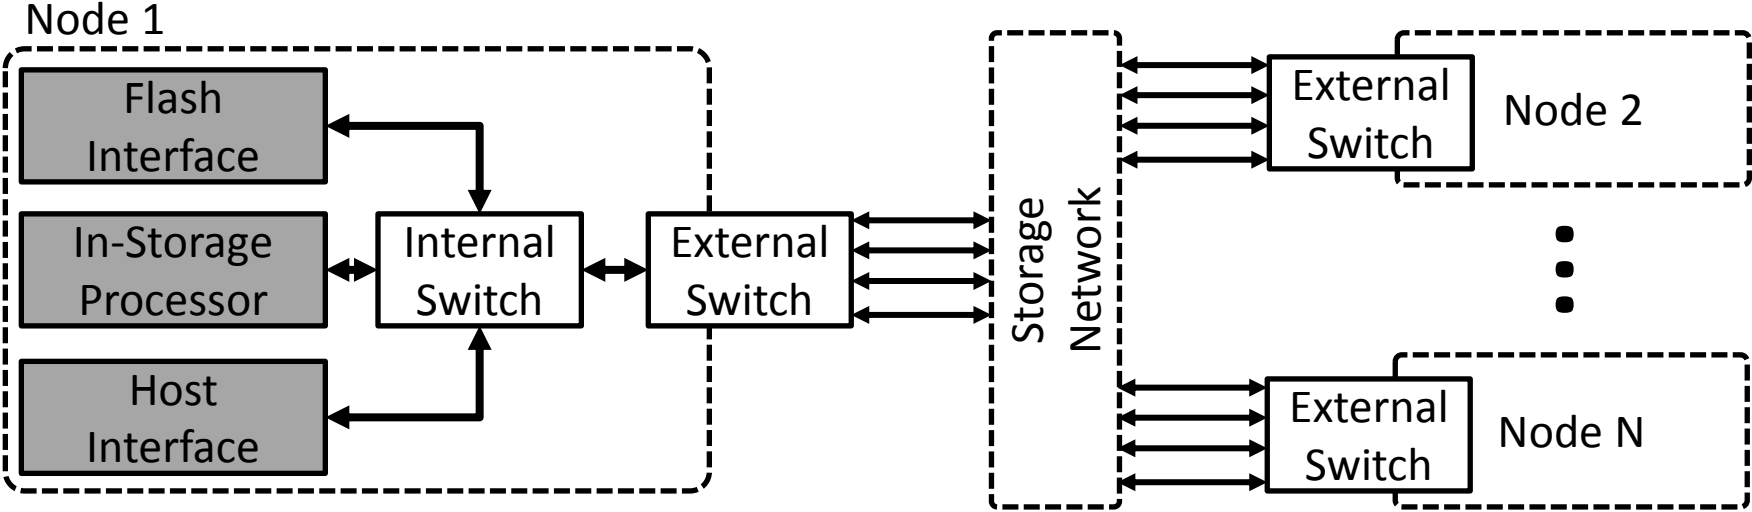 Node 1
Flash
Interface
In-Storage
Processor
Host
Interface
Internal
Switch
External
Switch
Storage
Network
External
Switch
Node 2
External
Switch
Node N